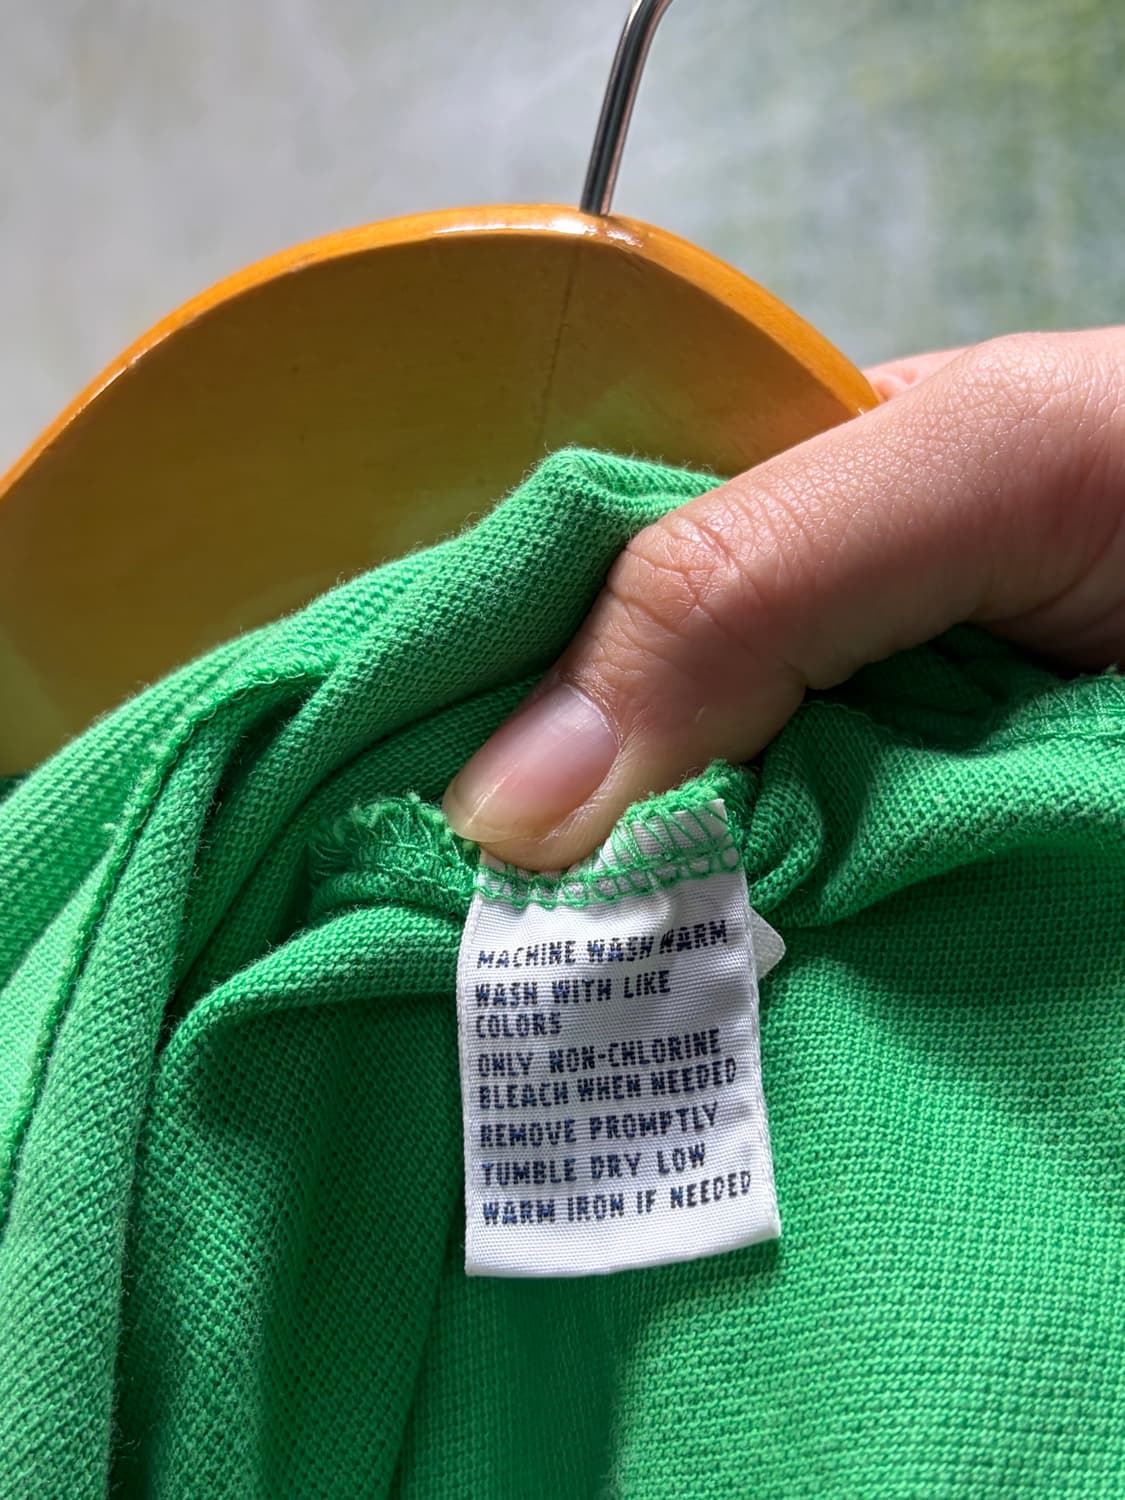 MACHINE WASH WARM
WASH WITH LIKE
COLORS
ONLY NON-CHLORINE
BLEACH WHEN NEEDED
REMOVE PROMPTLY
TUMBLE DRY LOW
WARM IRON IF NEEDED